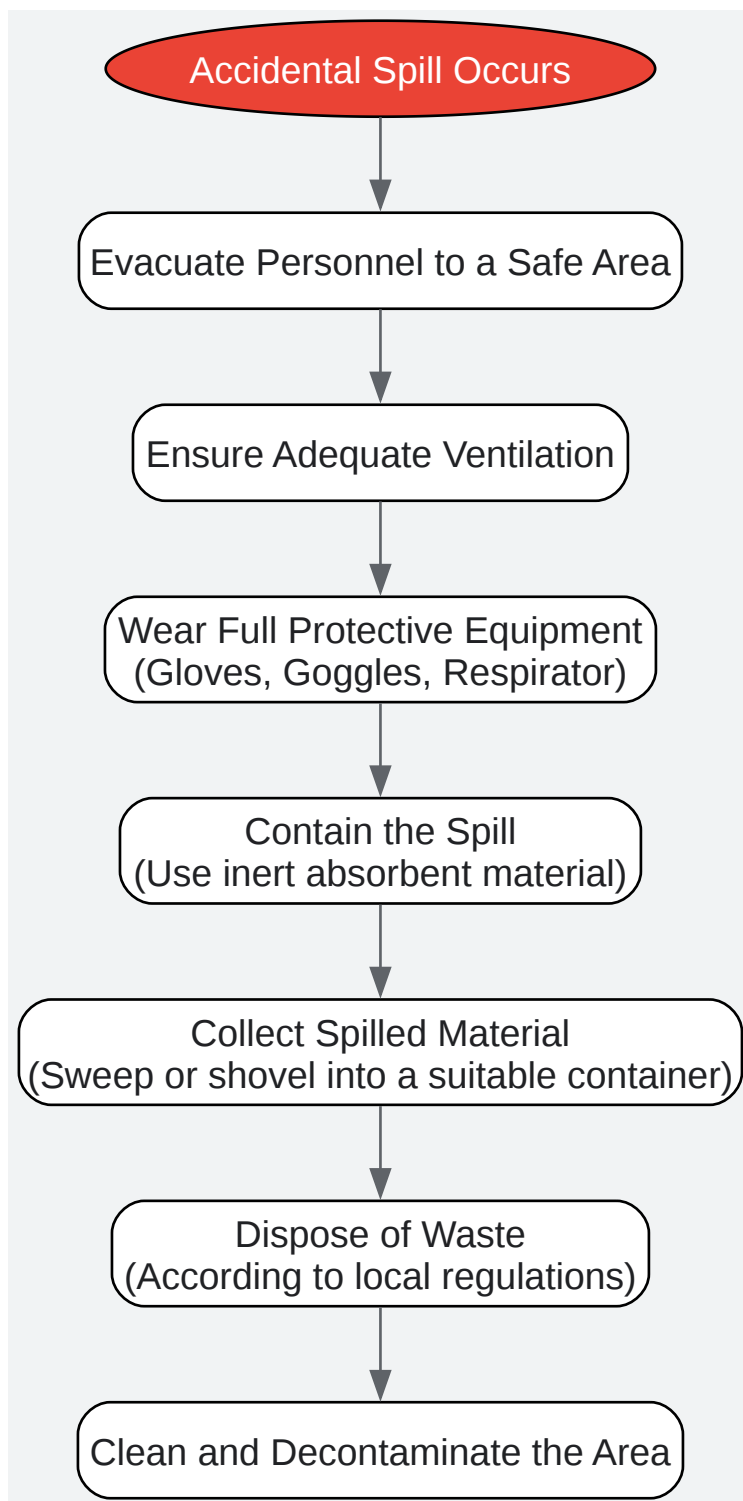 Accidental Spill Occurs
Evacuate Personnel to a Safe Area
Ensure Adequate Ventilation
Wear Full Protective Equipment
(Gloves, Goggles, Respirator)
Contain the Spill
(Use inert absorbent material)
Collect Spilled Material
(Sweep or shovel into a suitable container)
Dispose of Waste
(According to local regulations)
Clean and Decontaminate the Area